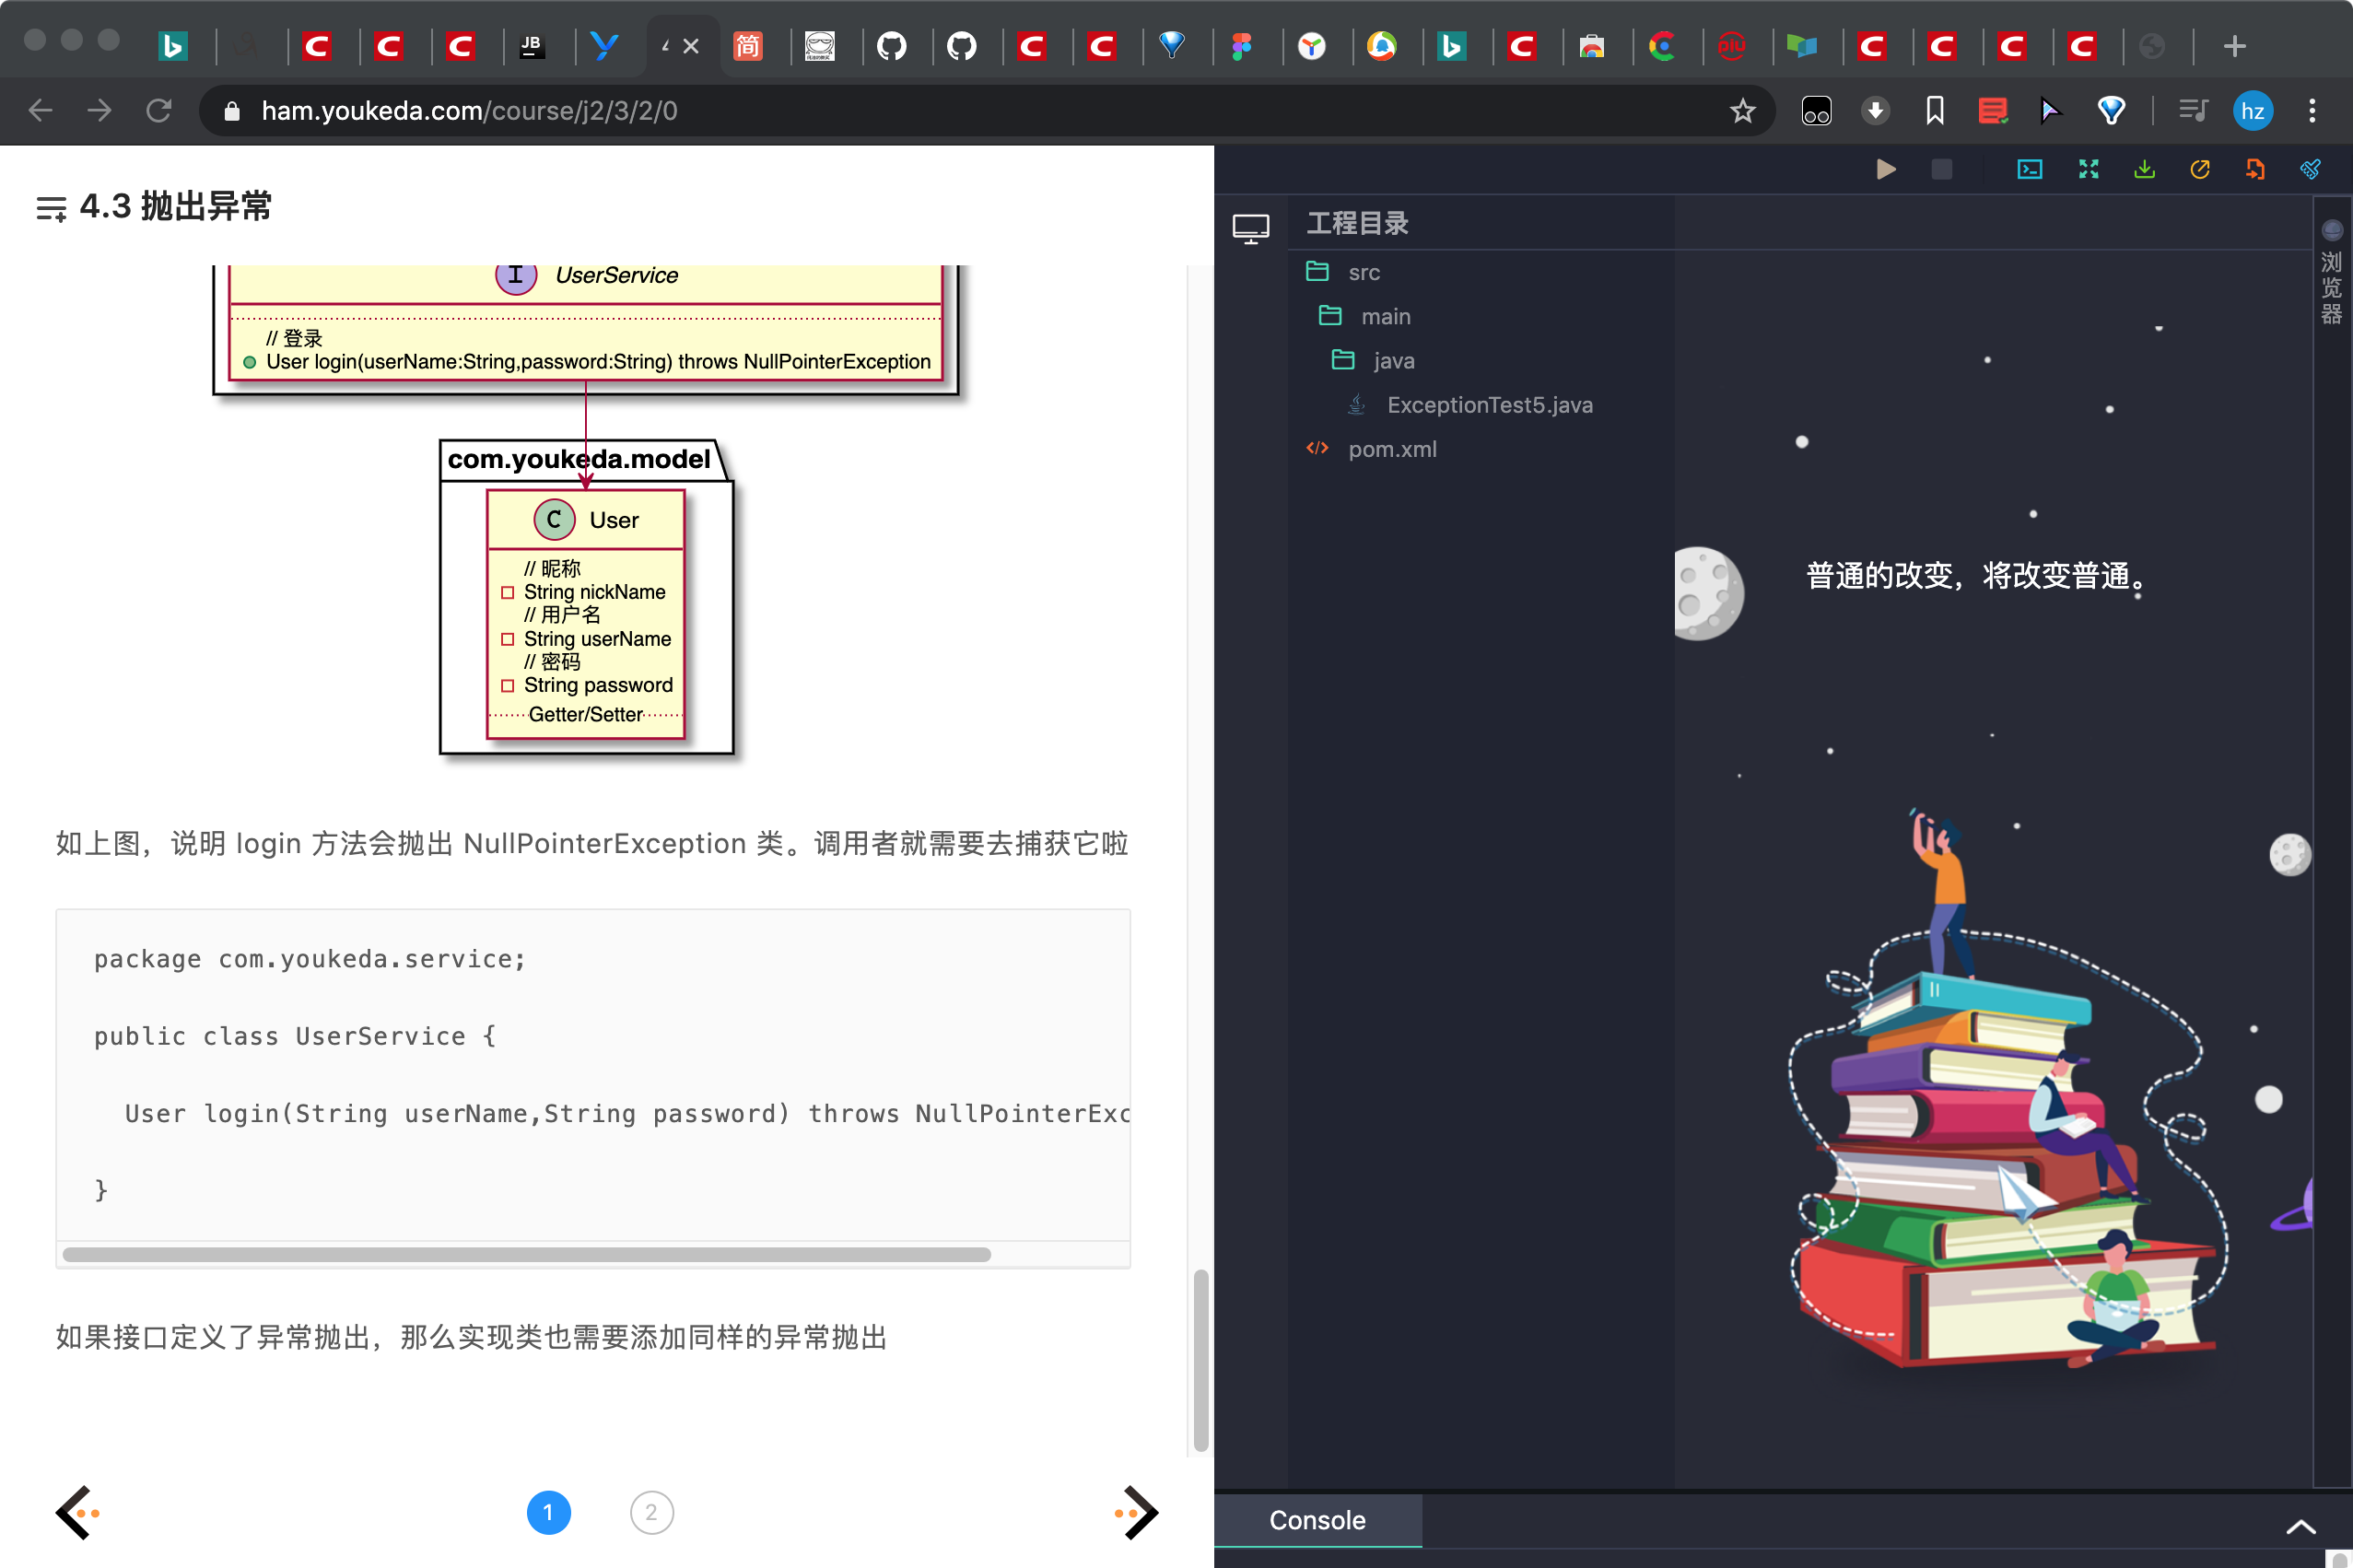 JB
简
piu
ham.youkeda.com/course/j2/3/2/0
hz
4.3 抛出异常
I UserService
// 登录
User login(userName:String,password:String) throws NullPointerException
com.youkeda.model
C User
// 昵称
String nickName
// 用户名
String userName
// 密码
String password
Getter/Setter
如上图，说明 login 方法会抛出 NullPointerException 类。调用者就需要去捕获它啦
package com.youkeda.service;
public class UserService {
User login(String userName,String password) throws NullPointerExc
}
如果接口定义了异常抛出，那么实现类也需要添加同样的异常抛出
1
2
工程目录
src
main
java
ExceptionTest5.java
pom.xml
浏览器
普通的改变，将改变普通。
Console